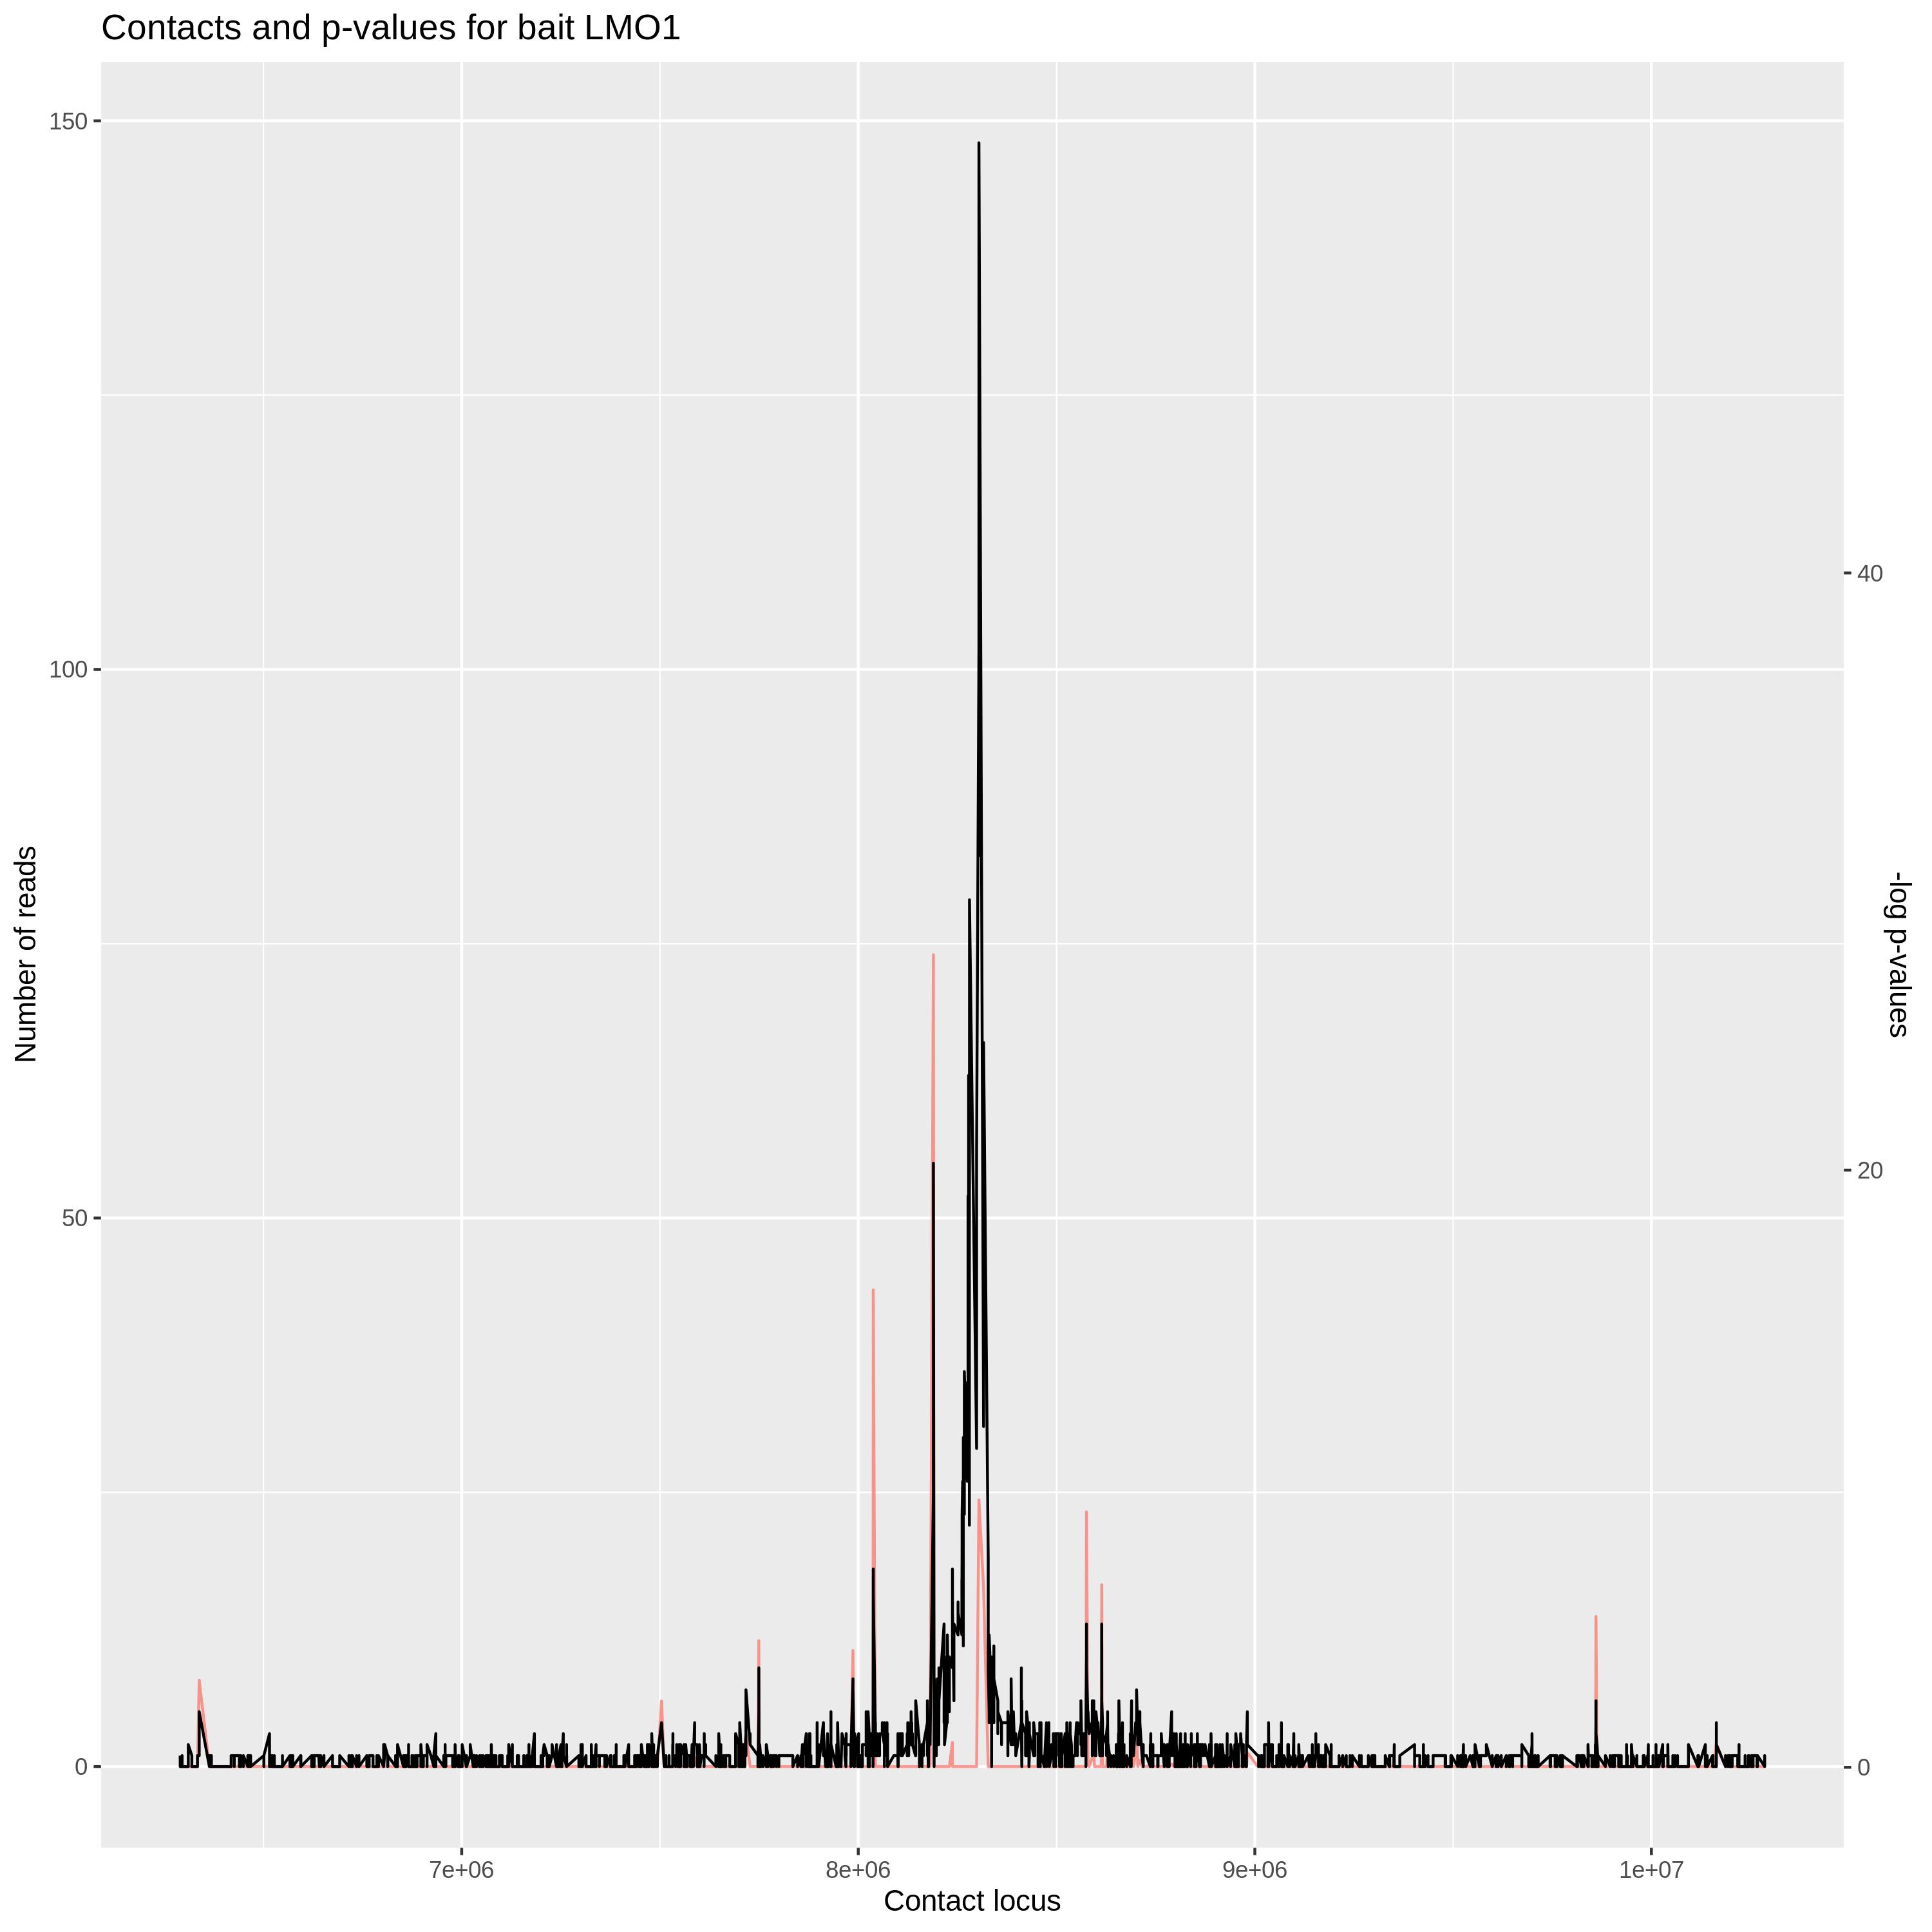 Contacts and p-values for bait LMO1
150
100
50
0
Number of reads
40
20
0
-log p-values
7e+06
8e+06
9e+06
1e+07
Contact locus